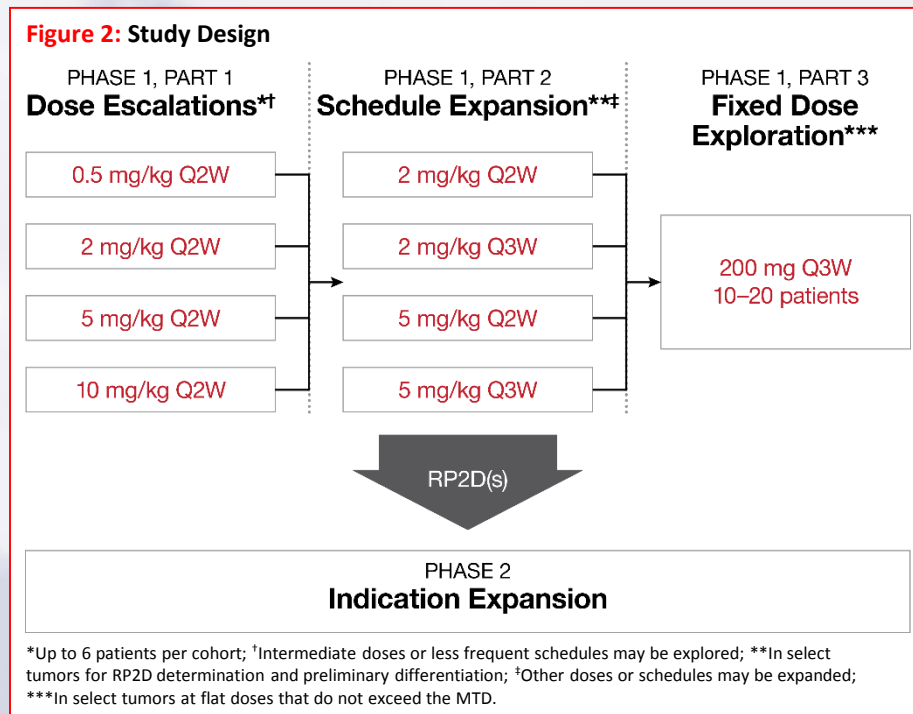 Figure 2: Study Design
PHASE 1, PART 1
Dose Escalations*†
0.5 mg/kg Q2W
2 mg/kg Q2W
5 mg/kg Q2W
10 mg/kg Q2W
PHASE 1, PART 2
Schedule Expansion**‡
2 mg/kg Q2W
2 mg/kg Q3W
5 mg/kg Q2W
5 mg/kg Q3W
PHASE 1, PART 3
Fixed Dose
Exploration***
200 mg Q3W
10–20 patients
RP2D(s)
PHASE 2
Indication Expansion
*Up to 6 patients per cohort; †Intermediate doses or less frequent schedules may be explored; **In select
tumors for RP2D determination and preliminary differentiation; ‡Other doses or schedules may be expanded;
***In select tumors at flat doses that do not exceed the MTD.